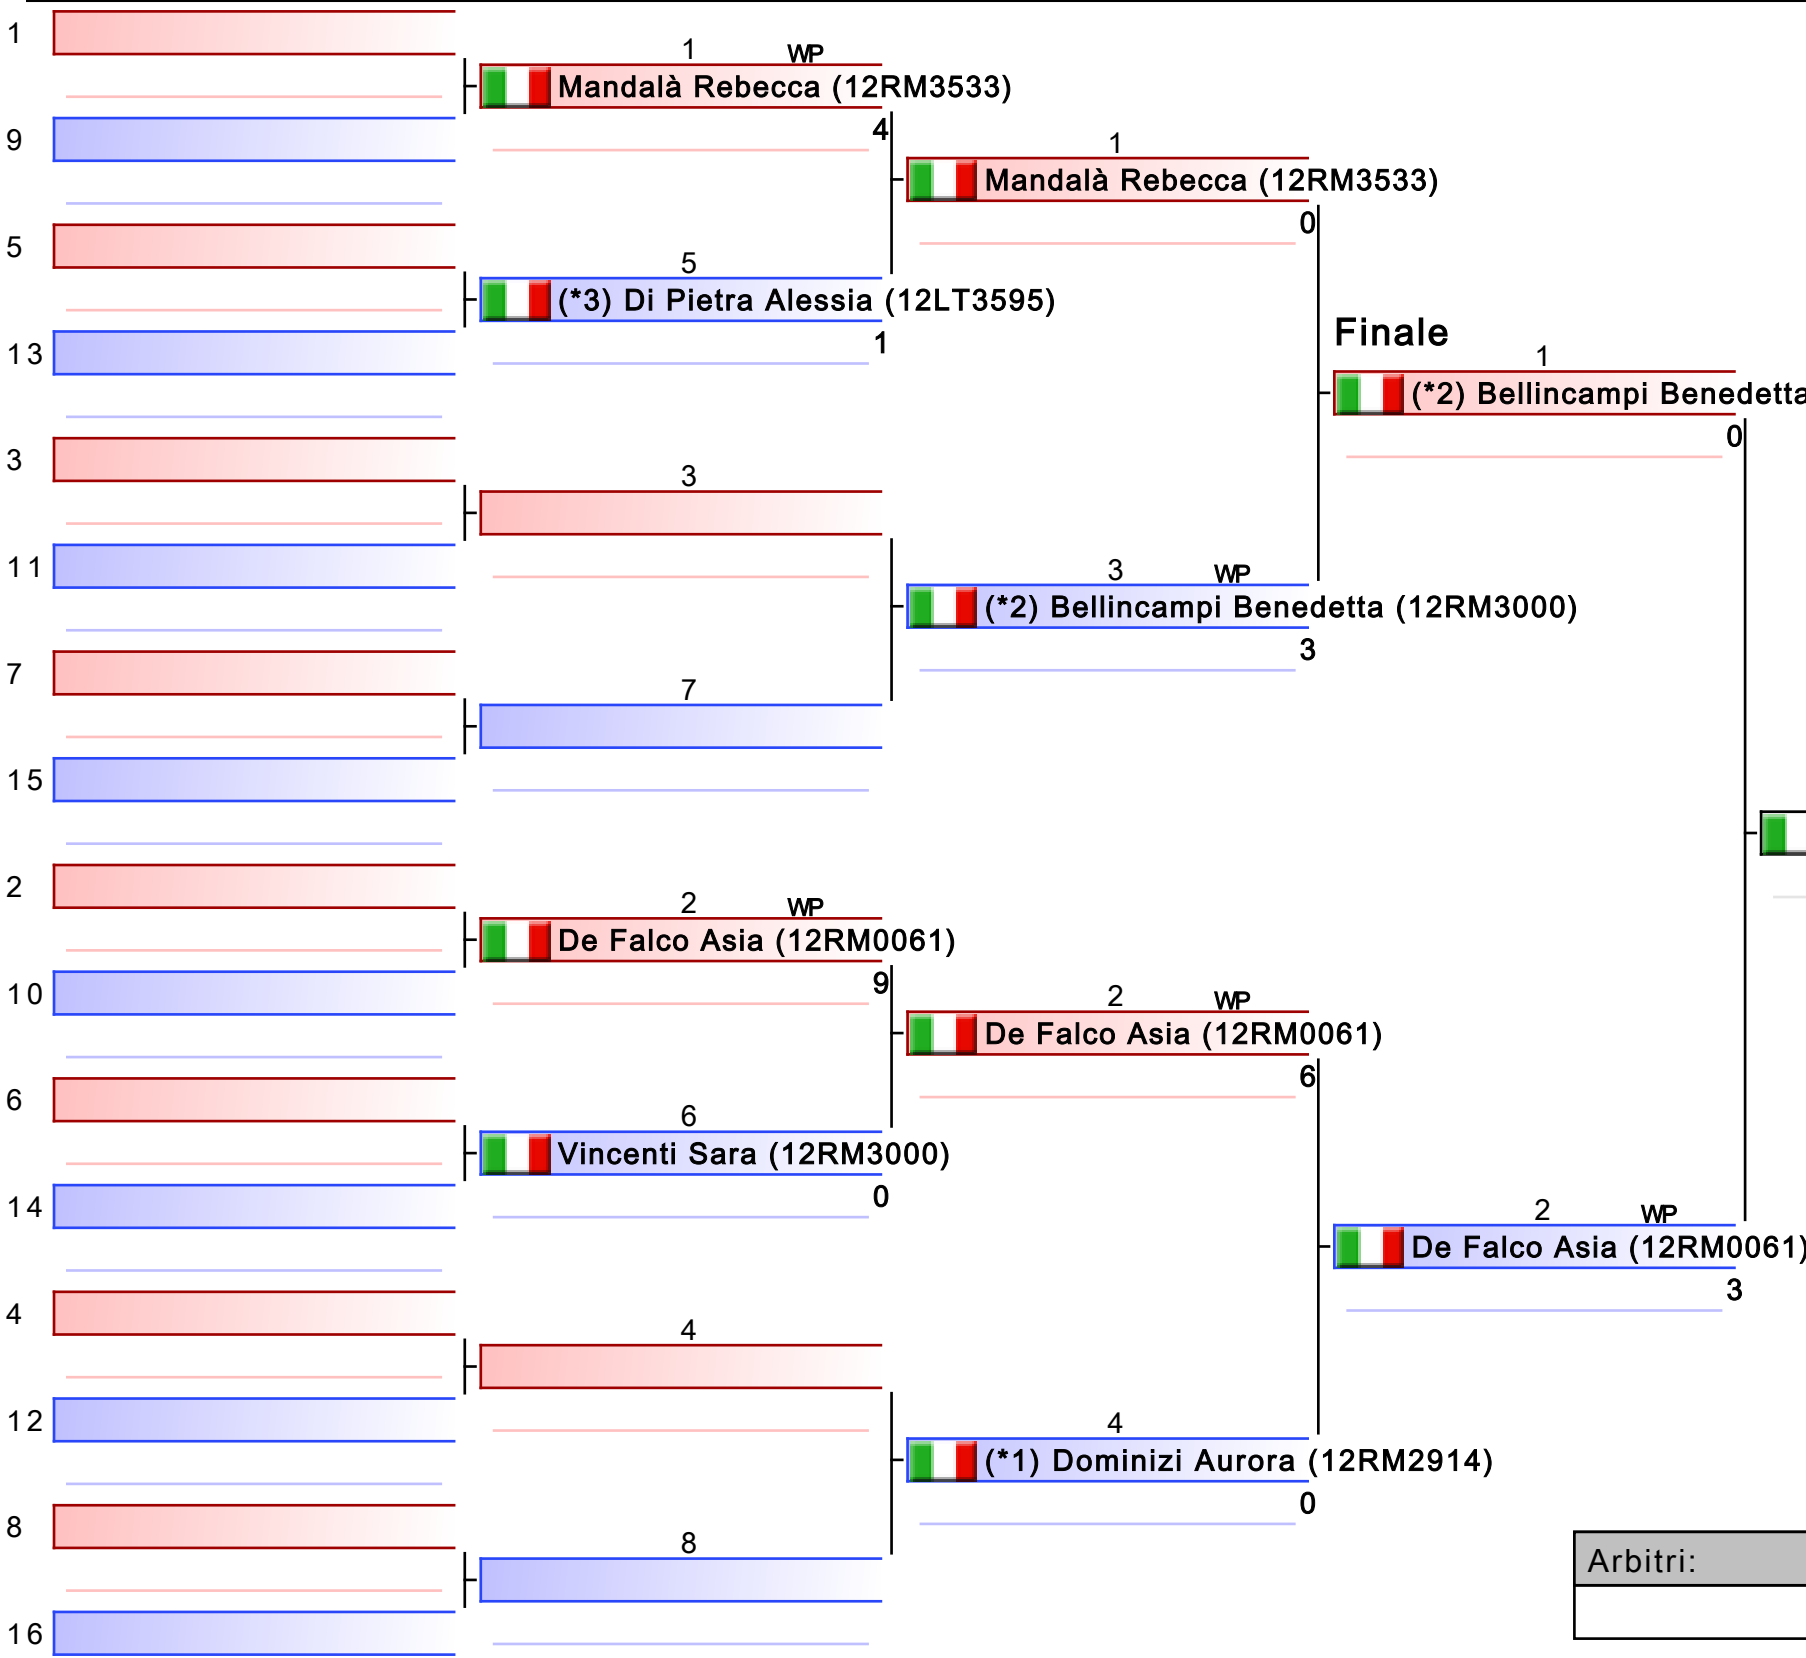 1
1 WP
Mandalà Rebecca (12RM3533)
4
9
1
Mandalà Rebecca (12RM3533)
0
5
5
(*3) Di Pietra Alessia (12LT3595)
1
13
Finale
1
(*2) Bellincampi Benedetta
0
3
3
11
3 WP
(*2) Bellincampi Benedetta (12RM3000)
3
7
7
15
2
2 WP
De Falco Asia (12RM0061)
9
10
2 WP
De Falco Asia (12RM0061)
6
6
6
Vincenti Sara (12RM3000)
0
14
2 WP
De Falco Asia (12RM0061)
3
4
4
12
4
(*1) Dominizi Aurora (12RM2914)
0
8
8
Arbitri:
16